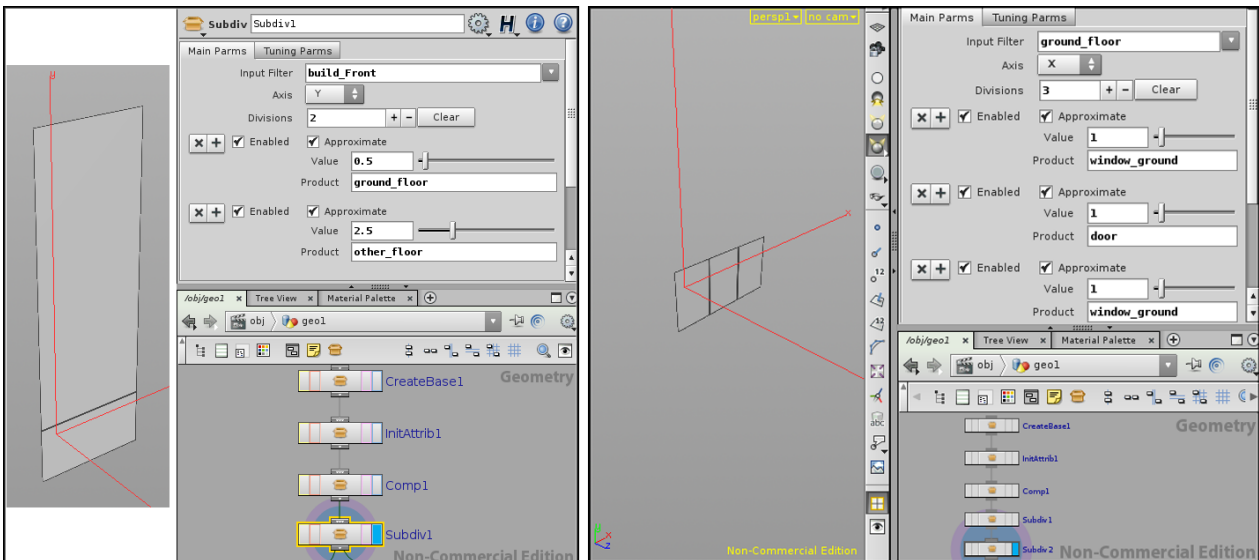 y
Subdiv Subdiv1
Main Parms Tuning Parms
Input Filter build_Front
Axis Y
Divisions 2 + - Clear
Enabled Approximate
Value 0.5
Product ground_floor
Enabled Approximate
Value 2.5
Product other_floor
/obj/geo1 × Tree View × Material Palette ×
obj geo1
CreateBase1 Geometry
InitAttrib1
Comp1
Subdiv1
Non-Commercial Edition
persp1 no cam
x
12
12
abc
y
z
Non-Commercial Edition
Main Parms Tuning Parms
Input Filter ground_floor
Axis X
Divisions 3 + - Clear
Enabled Approximate
Value 1
Product window_ground
Enabled Approximate
Value 1
Product door
Enabled Approximate
Value 1
Product window_ground
/obj/geo1 × Tree View × Material Palette ×
obj geo1
CreateBase1 Geometry
InitAttrib1
Comp1
Subdiv1
Subdiv2 Non-Commercial Edition